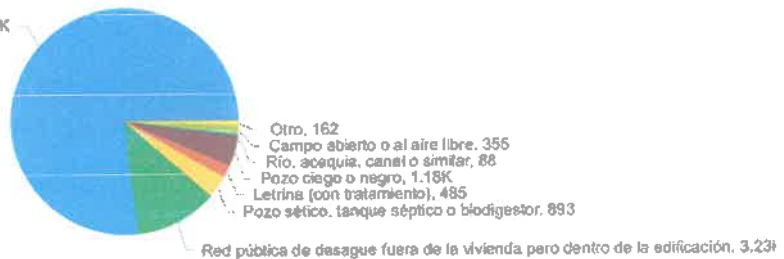 K
Otro, 162
Campo abierto o al aire libre, 355
Río, acequia, canal o similar, 88
Pozo ciego o negro, 1.18K
Letrina (con tratamiento), 485
Pozo sético, tanque séptico o biodigestor, 893
Red pública de desague fuera de la vivienda pero dentro de la edificación, 3.23K